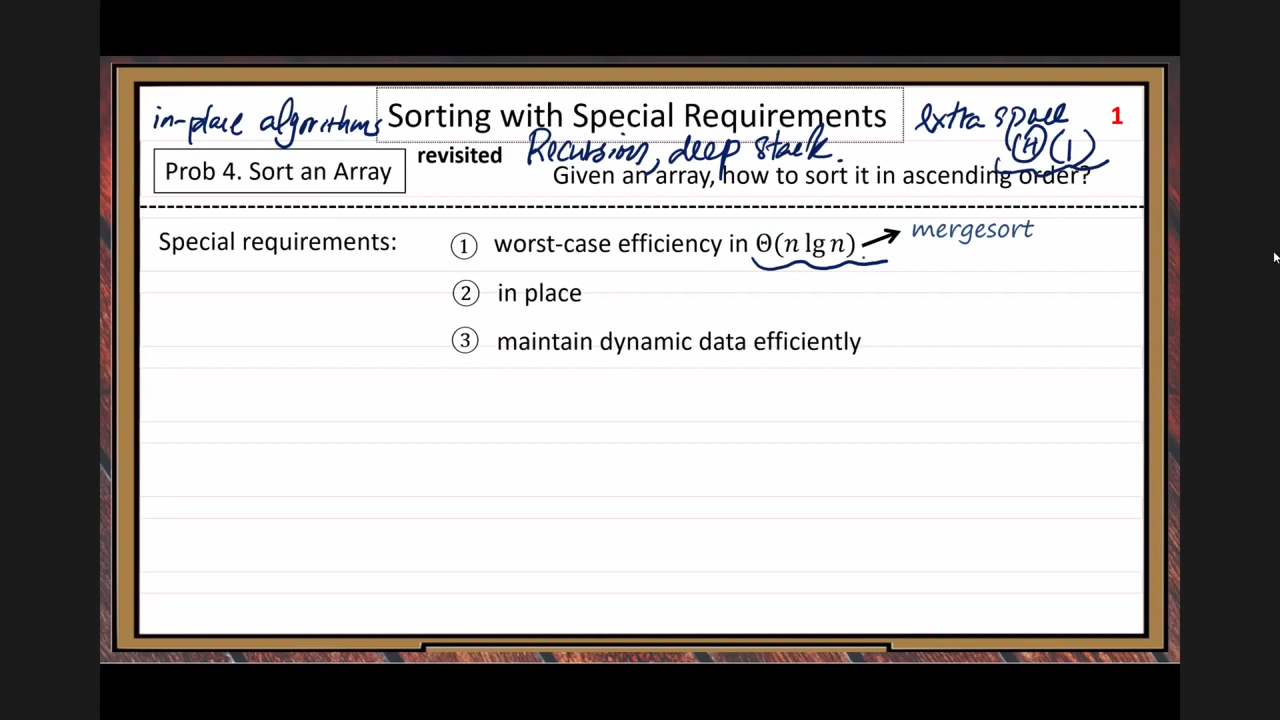 in-place algorithms Sorting with Special Requirements extra space 1
revisited Recursion, deep stack. Θ(1)
Prob 4. Sort an Array Given an array, how to sort it in ascending order?
Special requirements: ① worst-case efficiency in Θ(n lg n) → mergesort
② in place
③ maintain dynamic data efficiently